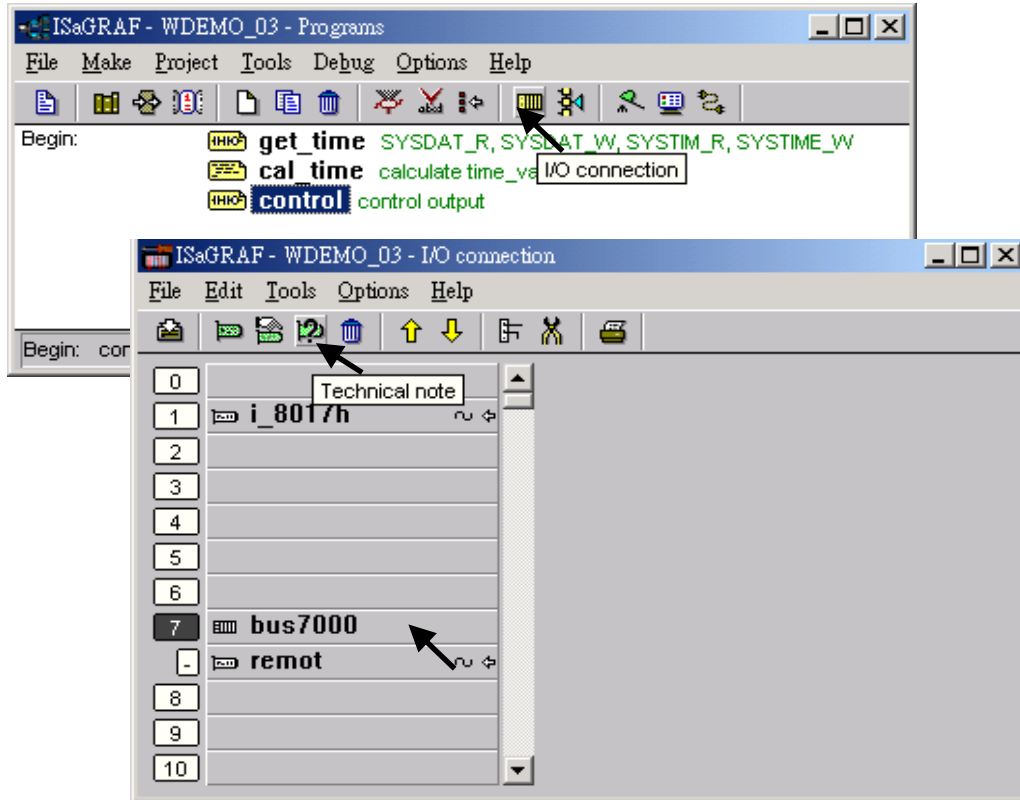 ISaGRAF - WDEMO_03 - Programs
File Make Project Tools Debug Options Help
Begin: get_time SYSDAT_R, SYSDAT_W, SYSTIM_R, SYSTIME_W
cal_time calculate time_va
I/O connection
control control output
Begin: cor
ISaGRAF - WDEMO_03 - I/O connection
File Edit Tools Options Help
Technical note
0
1 i_8017h
2
3
4
5
6
7 bus7000
- remot
8
9
10